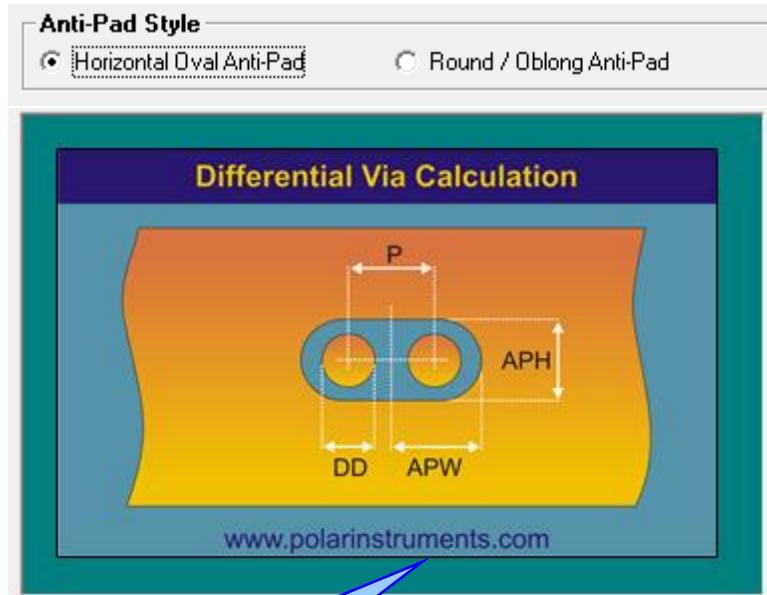 Anti-Pad Style
Horizontal Oval Anti-Pad Round / Oblong Anti-Pad
Differential Via Calculation
P
APH
DD APW
www.polarinstruments.com